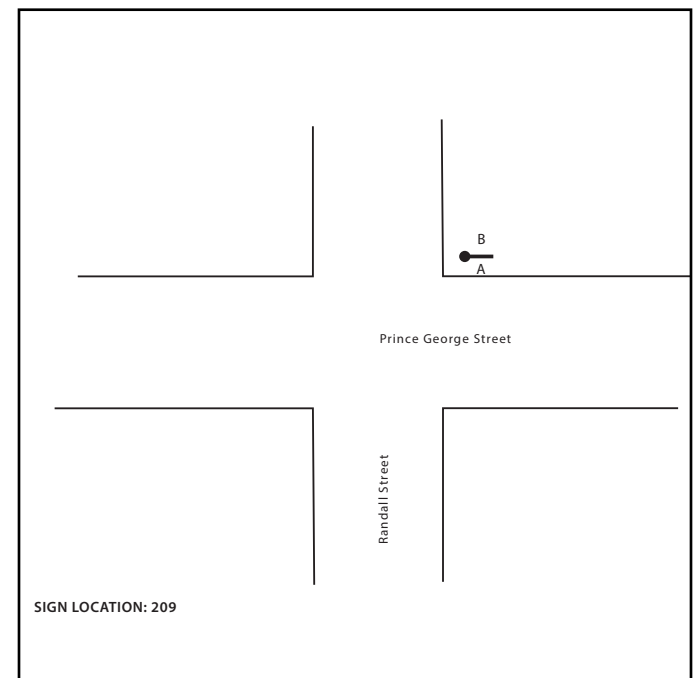 B
A
Prince George Street
Randall Street
SIGN LOCATION: 209